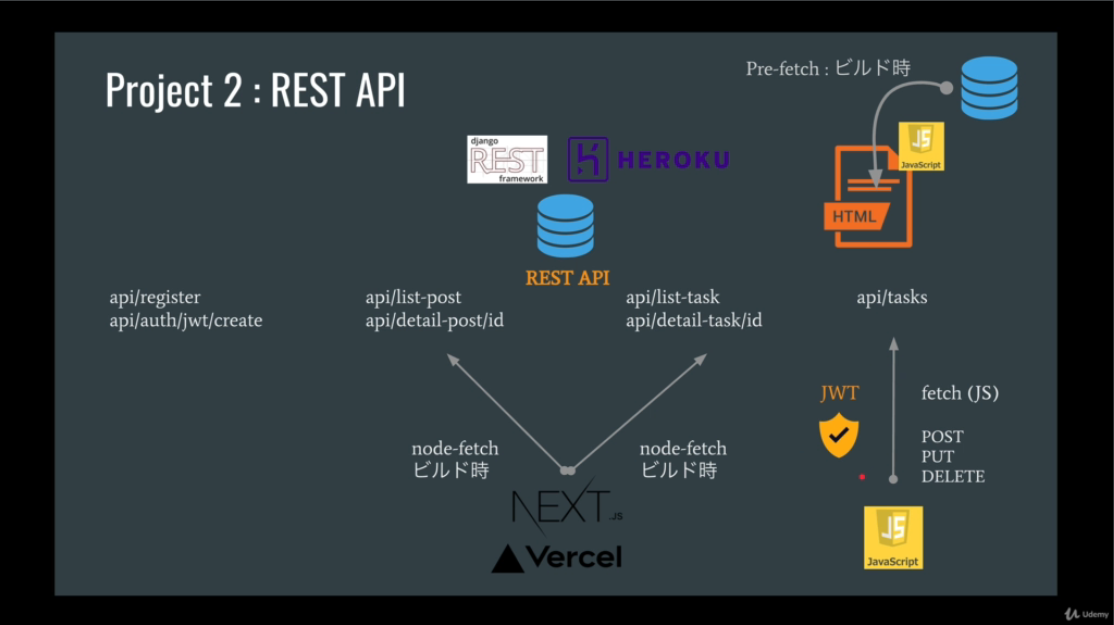 Project 2 : REST API
Pre-fetch : ビルド時
django
REST
framework
HEROKU
JS
JavaScript
HTML
REST API
api/register
api/auth/jwt/create
api/list-post
api/detail-post/id
api/list-task
api/detail-task/id
api/tasks
JWT
fetch (JS)
POST
PUT
DELETE
node-fetch
ビルド時
node-fetch
ビルド時
NEXT.JS
Vercel
JS
JavaScript
Udemy